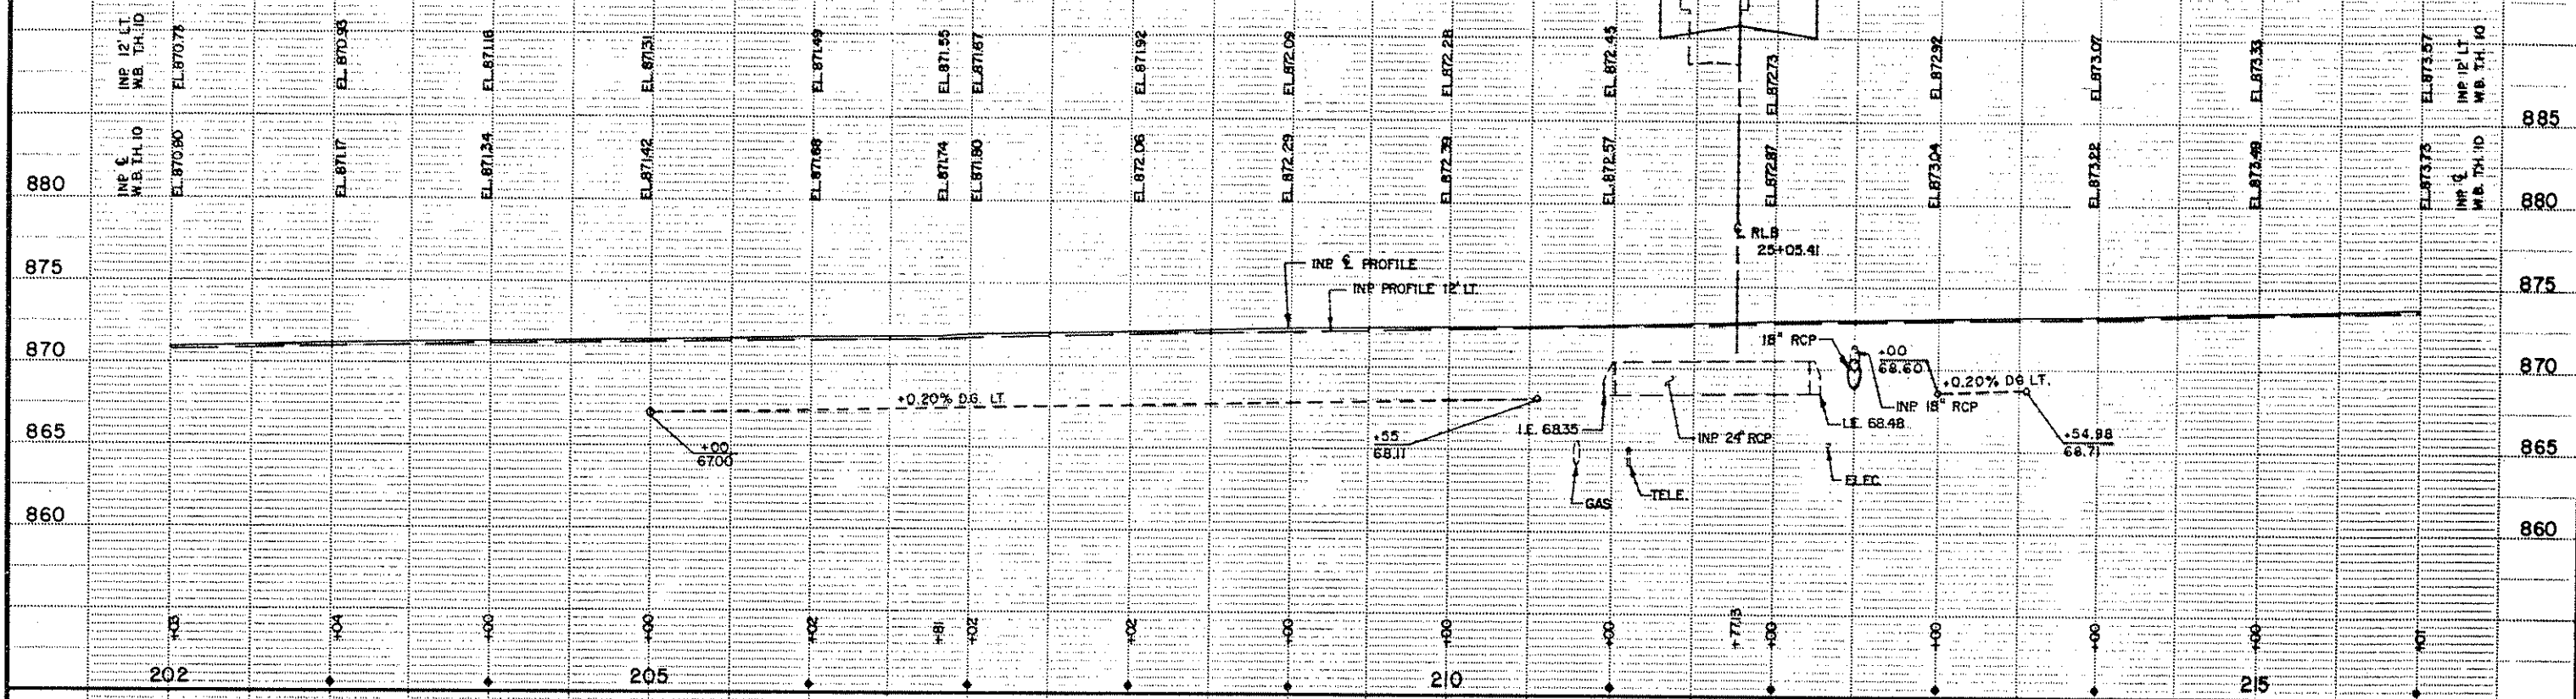 INP. 12' LT.
W.B. T.H. 10
EL. 870.73
EL. 870.93
EL. 871.16
EL. 871.31
EL. 871.49
EL. 871.55
EL. 871.67
EL. 871.92
EL. 872.09
EL. 872.28
EL. 872.45
EL. 872.73
EL. 872.92
EL. 873.07
EL. 873.33
EL. 873.57
INP. 12' LT.
W.B. T.H. 10
885
INP. ℄
W.B. T.H. 10
EL. 870.90
EL. 871.17
EL. 871.34
EL. 871.42
EL. 871.68
EL. 871.74
EL. 871.80
EL. 872.06
EL. 872.29
EL. 872.39
EL. 872.57
EL. 872.87
EL. 873.04
EL. 873.22
EL. 873.49
EL. 873.73
INP. ℄
W.B. T.H. 10
880
880
RLB
25+05.41
875
INP. ℄ PROFILE
INP. PROFILE 12' LT.
875
870
18" RCP
+00
68.60
870
+0.20% D.G. LT.
+0.20% D.G. LT.
INP. 18" RCP
865
+00
67.00
+55
68.11
I.E. 68.35
INP. 24" RCP
I.E. 68.48
+54.98
68.71
865
GAS
TELE.
ELEC.
860
860
+03
+04
+00
+00
+02
+81
+02
+02
+00
+00
+00
+77.13
+00
+00
+00
+00
+01
202
205
210
215